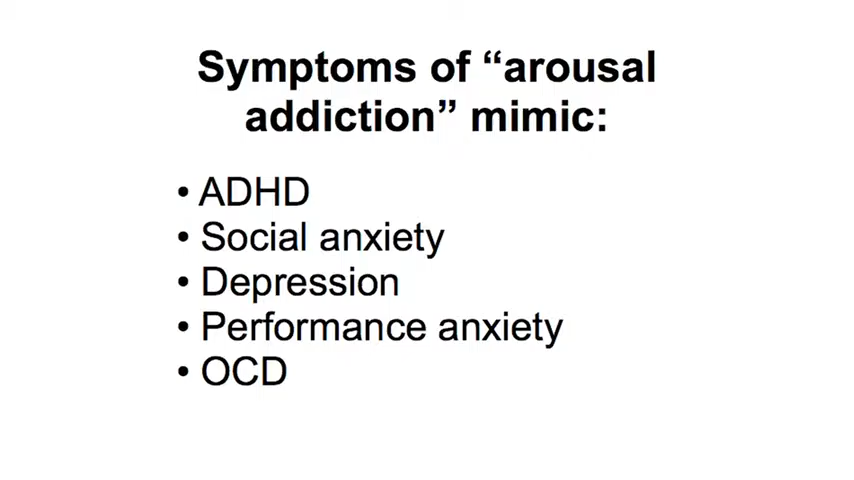 Symptoms of “arousal
addiction” mimic:
• ADHD
• Social anxiety
• Depression
• Performance anxiety
• OCD